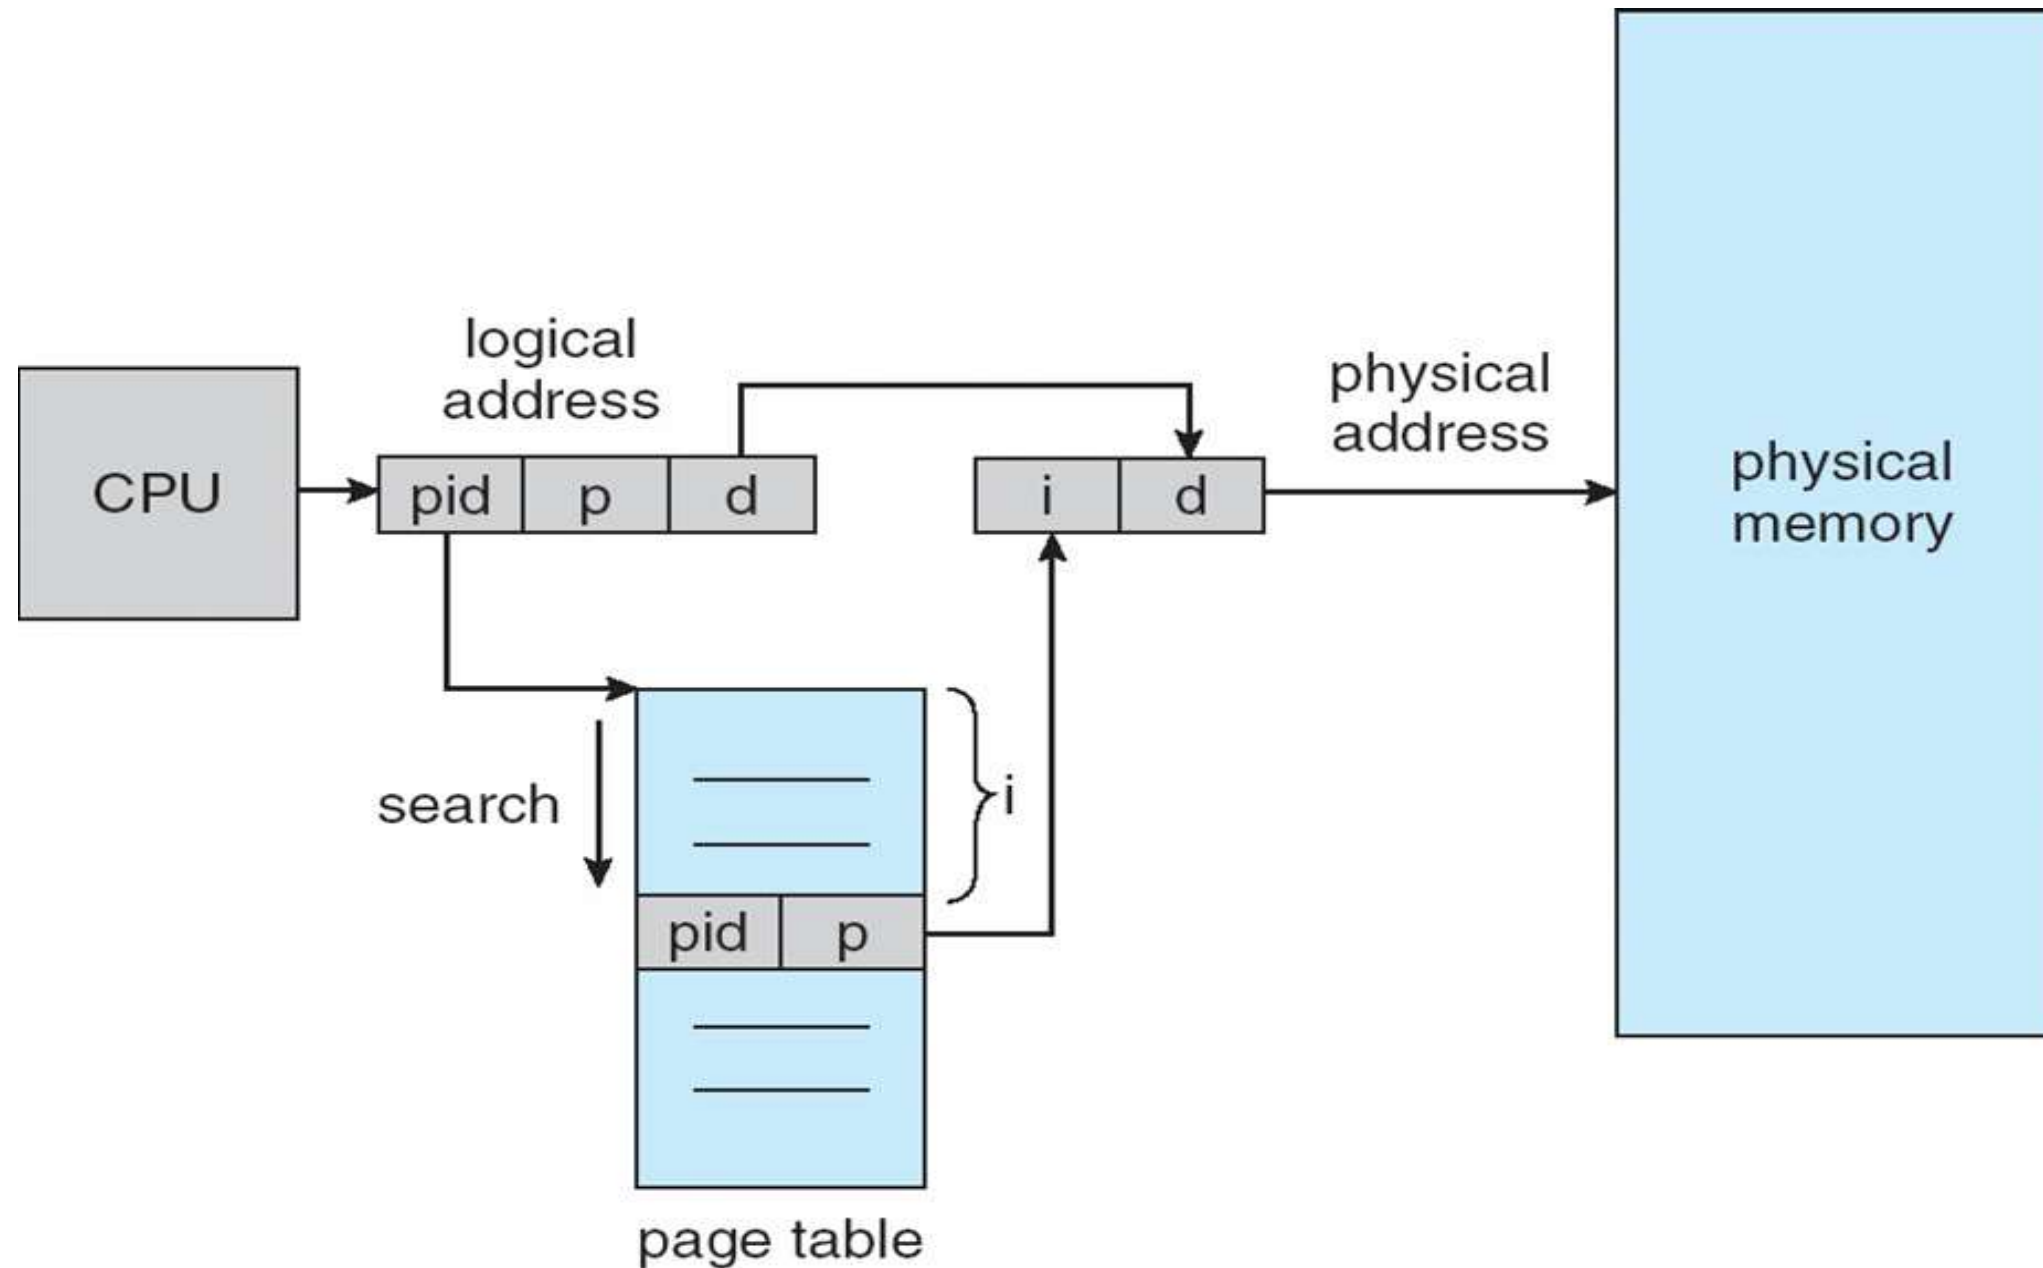 logical
address
physical
address
CPU
pid
p
d
i
d
physical
memory
search
i
pid
p
page table